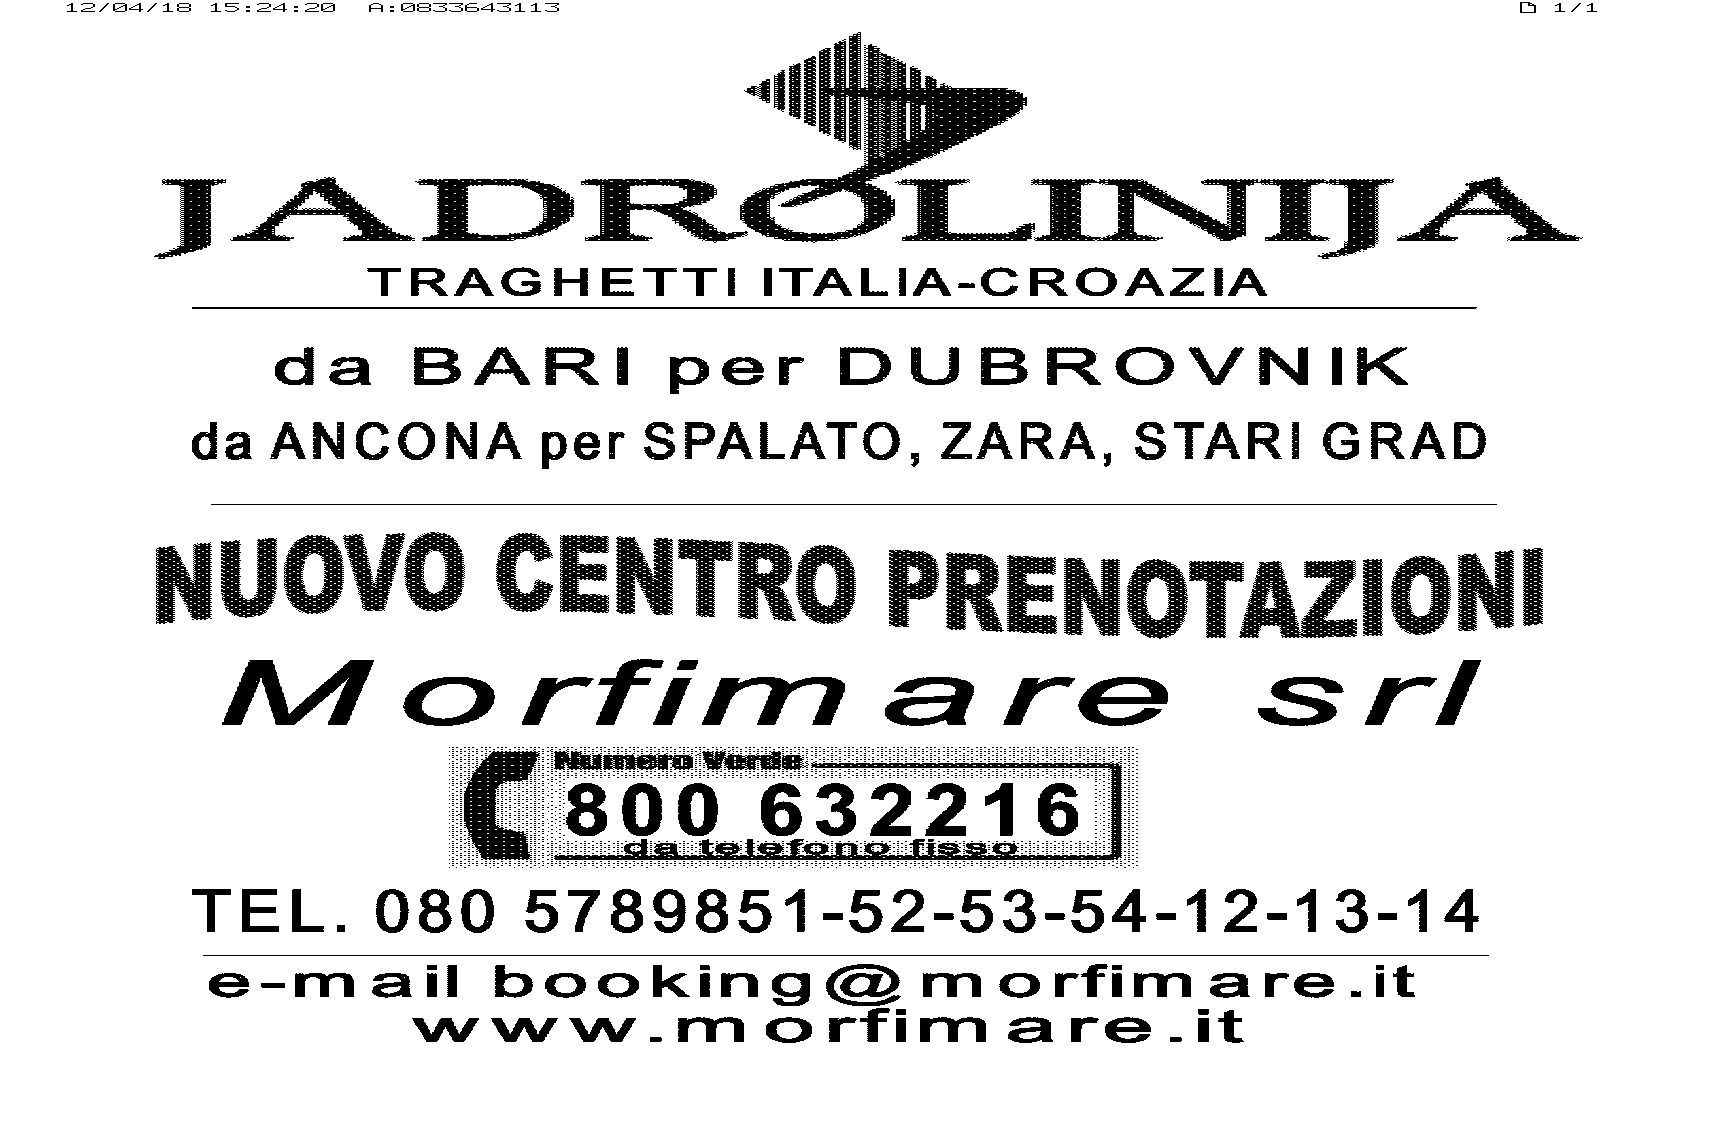 12/04/18 15:24:20 A:0833643113 1/1
JADROLINIJA
TRAGHETTI ITALIA-CROAZIA
da BARI per DUBROVNIK
da ANCONA per SPALATO, ZARA, STARI GRAD
NUOVO CENTRO PRENOTAZIONI
Morfimare srl
Numero Verde
800 632216
da telefono fisso
TEL. 080 5789851-52-53-54-12-13-14
e-mail booking@morfimare.it
www.morfimare.it